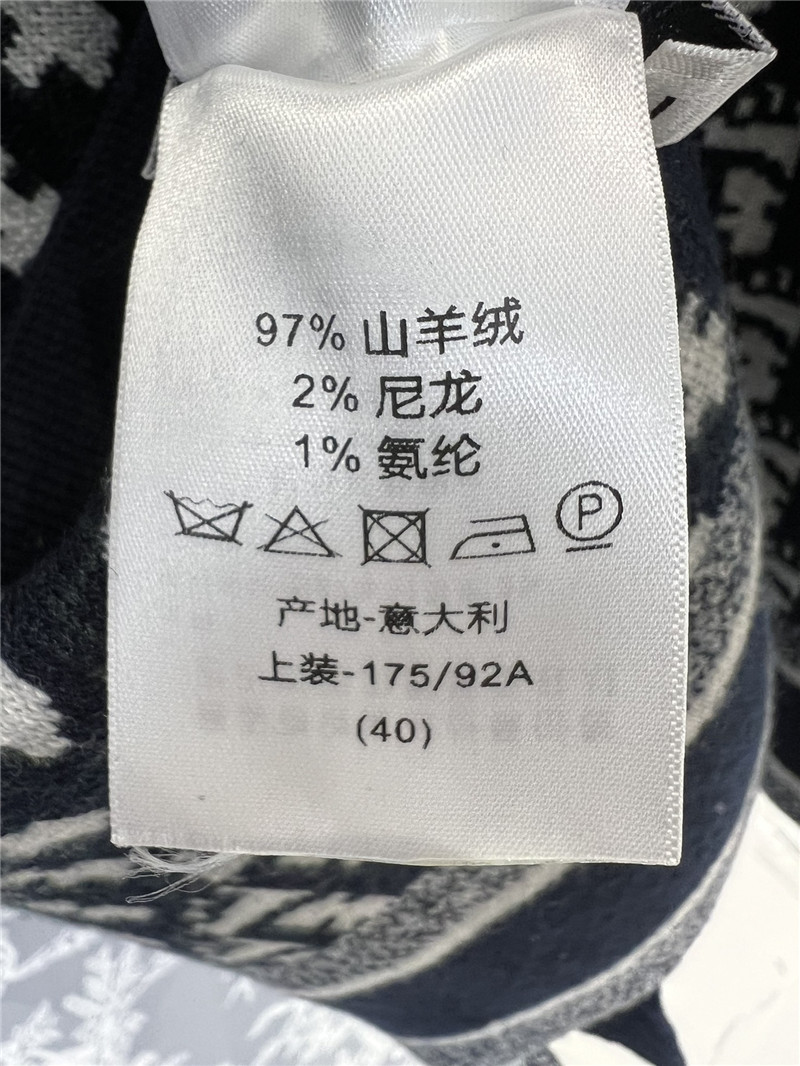 97% 山羊绒
2% 尼龙
1% 氨纶
P
产地-意大利
上装-175/92A
(40)